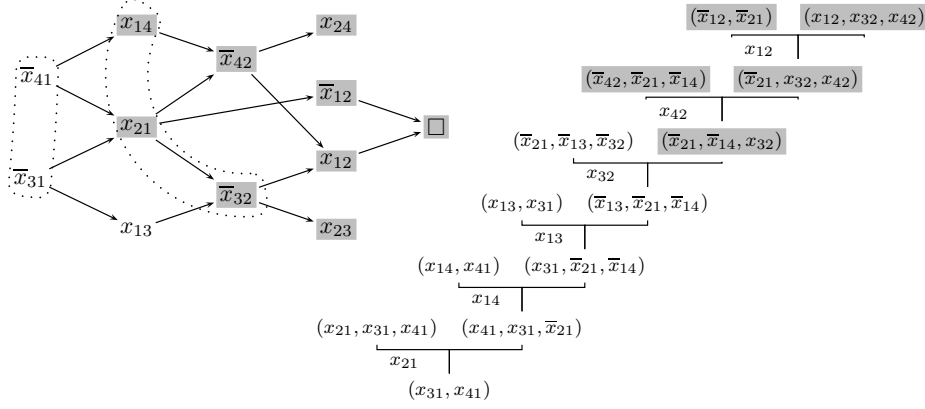 x̅₄₁
x̅₃₁
x₁₄
x₂₁
x₁₃
x̅₄₂
x̅₃₂
x₂₄
x̅₁₂
x₁₂
x₂₃
□
(x̅₁₂, x̅₂₁) (x₁₂, x₃₂, x₄₂)
x₁₂
(x̅₄₂, x̅₂₁, x̅₁₄) (x̅₂₁, x₃₂, x₄₂)
x₄₂
(x̅₂₁, x̅₁₃, x̅₃₂) (x̅₂₁, x̅₁₄, x₃₂)
x₃₂
(x₁₃, x₃₁) (x̅₁₃, x̅₂₁, x̅₁₄)
x₁₃
(x₁₄, x₄₁) (x₃₁, x̅₂₁, x̅₁₄)
x₁₄
(x₂₁, x₃₁, x₄₁) (x₄₁, x₃₁, x̅₂₁)
x₂₁
(x₃₁, x₄₁)